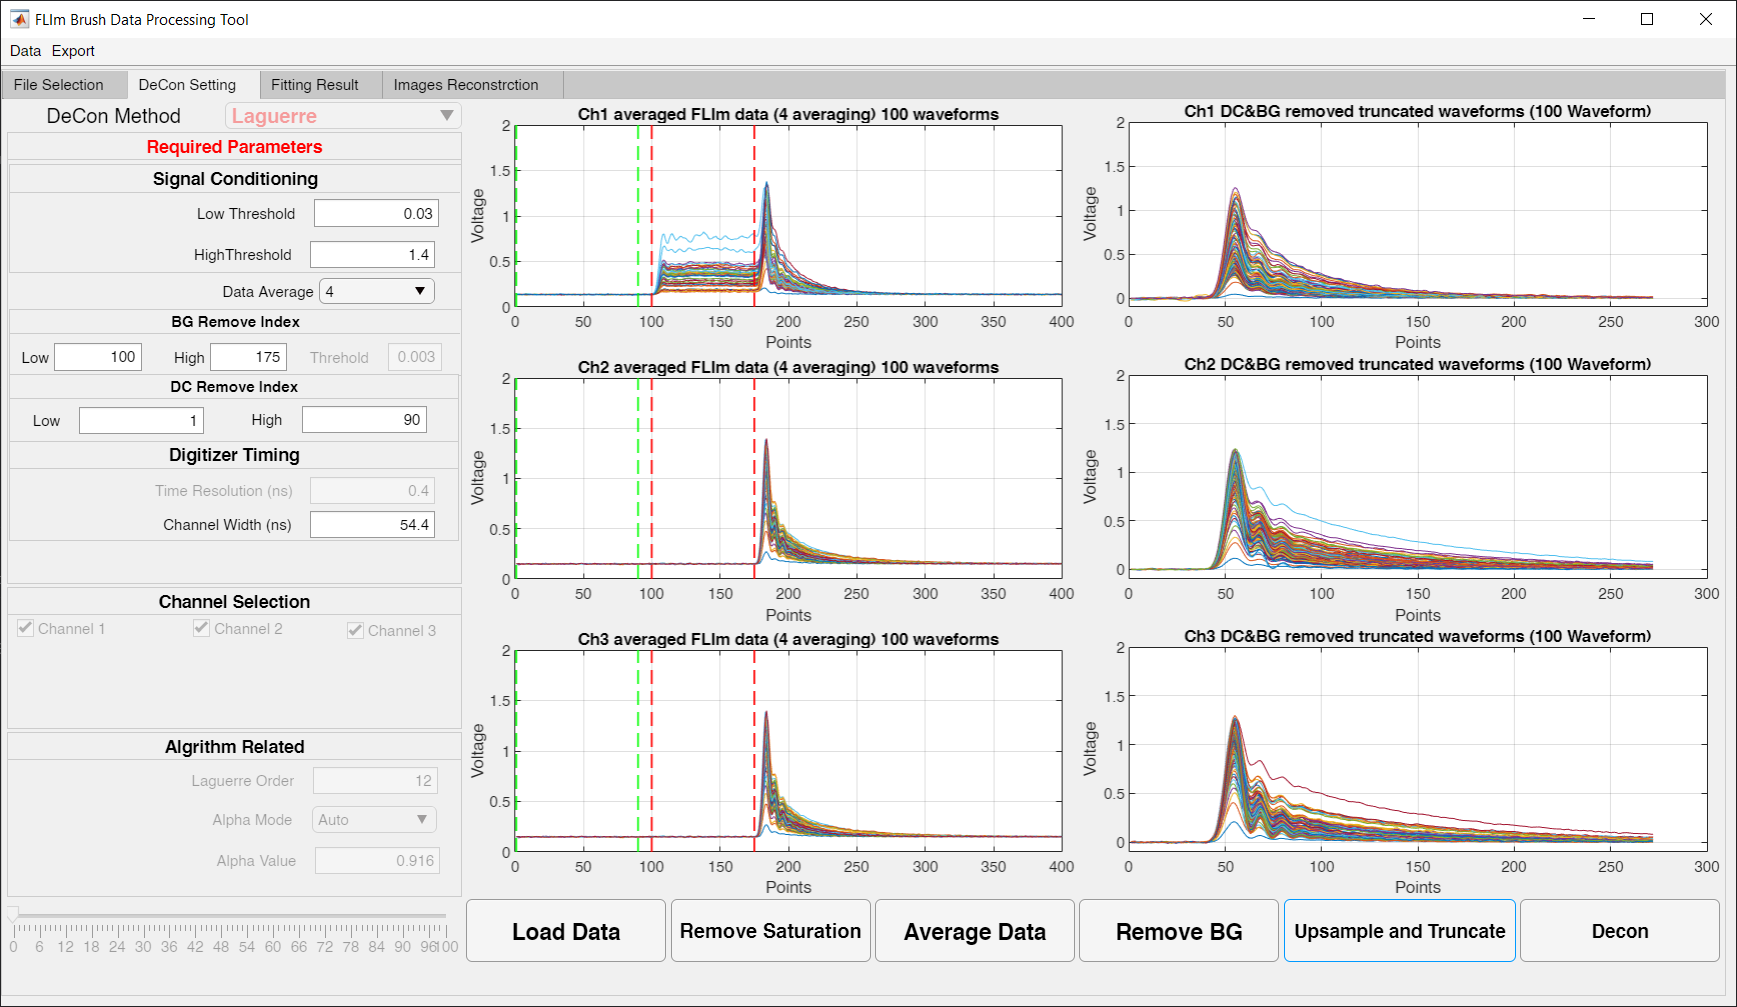 FLIm Brush Data Processing Tool
Data Export
File Selection DeCon Setting Fitting Result Images Reconstrction
DeCon Method Laguerre
Required Parameters
Signal Conditioning
Low Threshold 0.03
HighThreshold 1.4
Data Average 4
BG Remove Index
Low 100 High 175 Threhold 0.003
DC Remove Index
Low 1 High 90
Digitizer Timing
Time Resolution (ns) 0.4
Channel Width (ns) 54.4
Channel Selection
Channel 1 Channel 2 Channel 3
Algrithm Related
Laguerre Order 12
Alpha Mode Auto
Alpha Value 0.916
0 6 12 18 24 30 36 42 48 54 60 66 72 78 84 90 96 100
Ch1 averaged FLIm data (4 averaging) 100 waveforms
2
1.5
1
0.5
0
Voltage
0 50 100 150 200 250 300 350 400
Points
Ch1 DC&BG removed truncated waveforms (100 Waveform)
2
1.5
1
0.5
0
Voltage
0 50 100 150 200 250 300
Points
Ch2 averaged FLIm data (4 averaging) 100 waveforms
2
1.5
1
0.5
0
Voltage
0 50 100 150 200 250 300 350 400
Points
Ch2 DC&BG removed truncated waveforms (100 Waveform)
2
1.5
1
0.5
0
Voltage
0 50 100 150 200 250 300
Points
Ch3 averaged FLIm data (4 averaging) 100 waveforms
2
1.5
1
0.5
0
Voltage
0 50 100 150 200 250 300 350 400
Points
Ch3 DC&BG removed truncated waveforms (100 Waveform)
2
1.5
1
0.5
0
Voltage
0 50 100 150 200 250 300
Points
Load Data Remove Saturation Average Data Remove BG Upsample and Truncate Decon